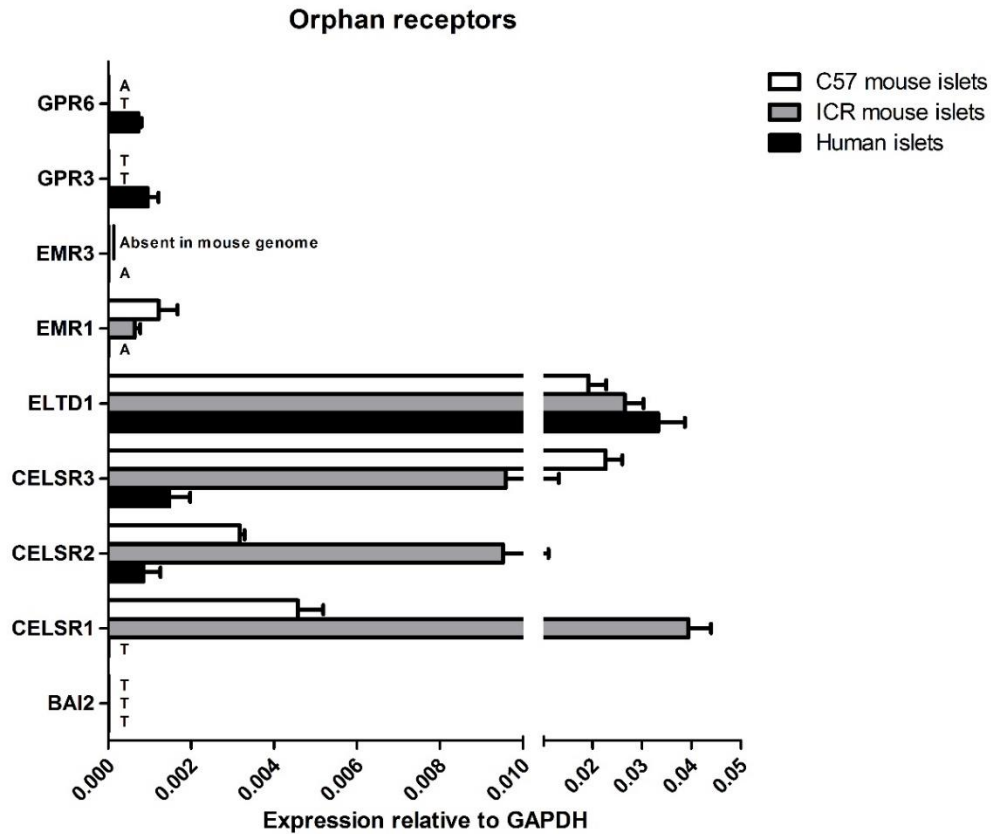 Orphan receptors
C57 mouse islets
ICR mouse islets
Human islets
GPR6
A
T
GPR3
T
T
EMR3
Absent in mouse genome
A
EMR1
A
ELTD1
CELSR3
CELSR2
CELSR1
T
BAI2
T
T
T
0.000
0.002
0.004
0.006
0.008
0.010
0.02
0.03
0.04
0.05
Expression relative to GAPDH